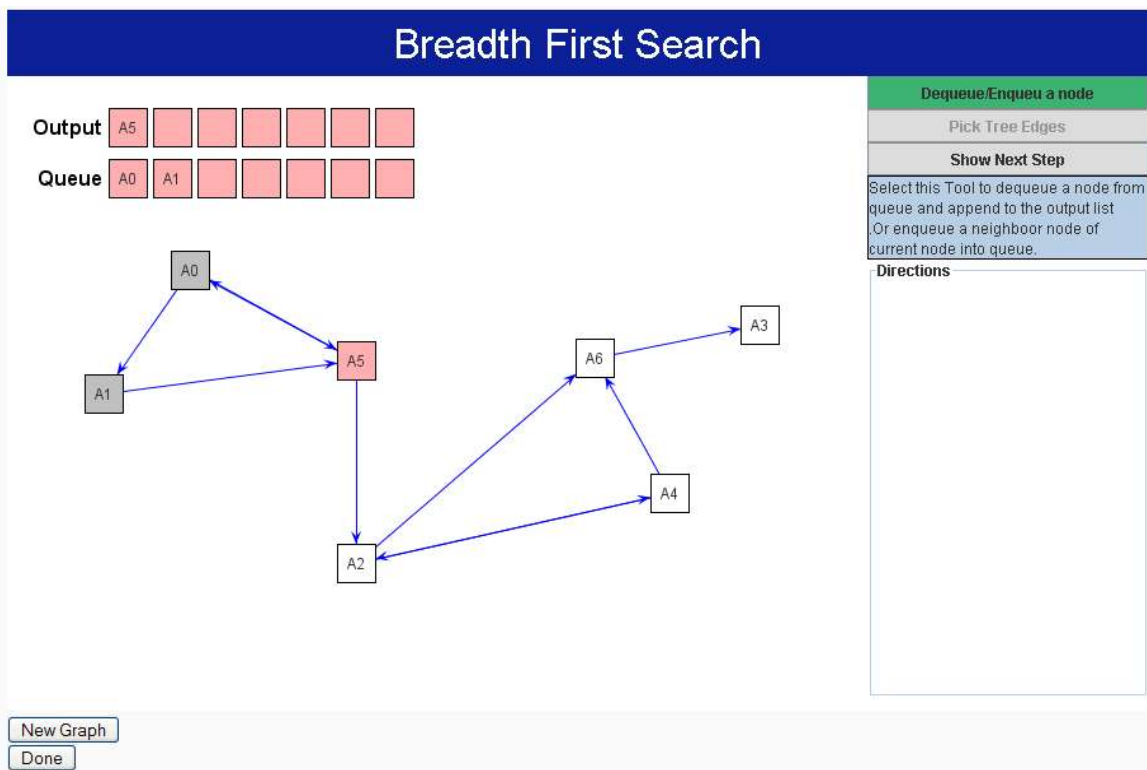 Breadth First Search
Output A5
Queue A0 A1
Dequeue/Enqueu a node
Pick Tree Edges
Show Next Step
Select this Tool to dequeue a node from
queue and append to the output list
.Or enqueue a neighboor node of
current node into queue.
Directions
A0
A3
A5
A6
A1
A4
A2
New Graph
Done